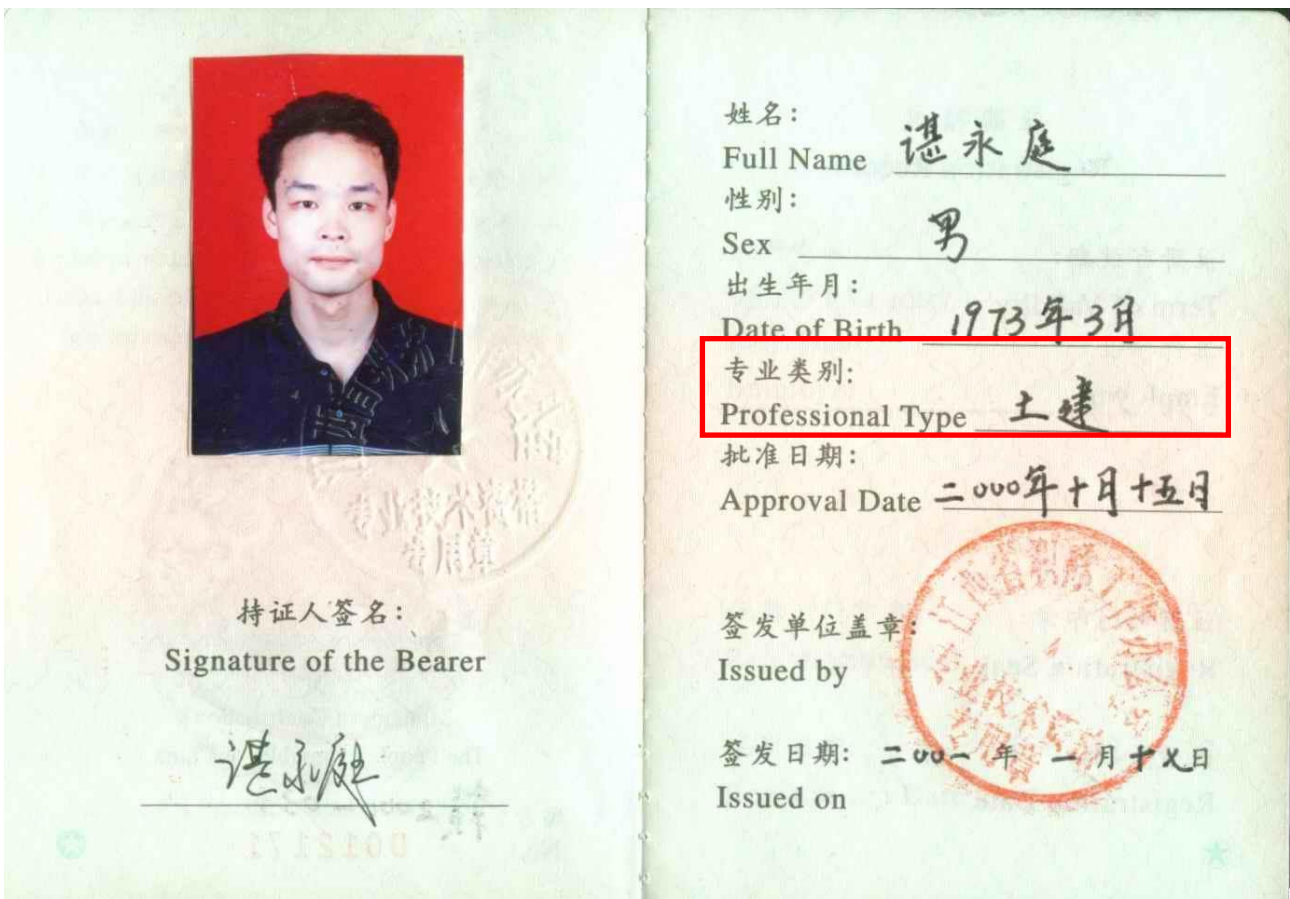 持证人签名：
Signature of the Bearer
谌永庭
姓名：
Full Name 谌永庭
性别：
Sex 男
出生年月：
Date of Birth 1973年3月
专业类别:
Professional Type 土建
批准日期：
Approval Date 二000年十月十五日
签发单位盖章：
Issued by
签发日期: 二00一年 一月十七日
Issued on
D012171